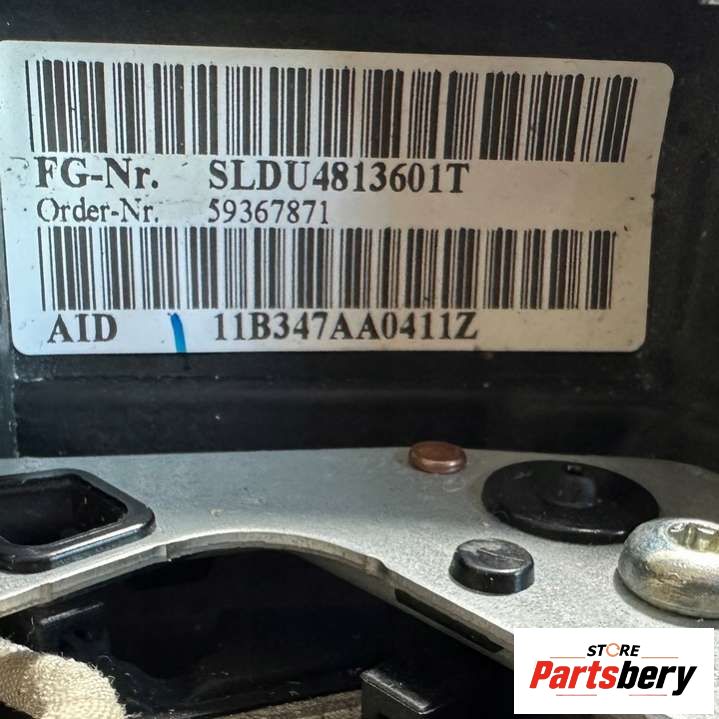 FG-Nr. SLDU4813601T
Order-Nr. 59367871
AID 11B347AA0411Z
STORE
Partsbery